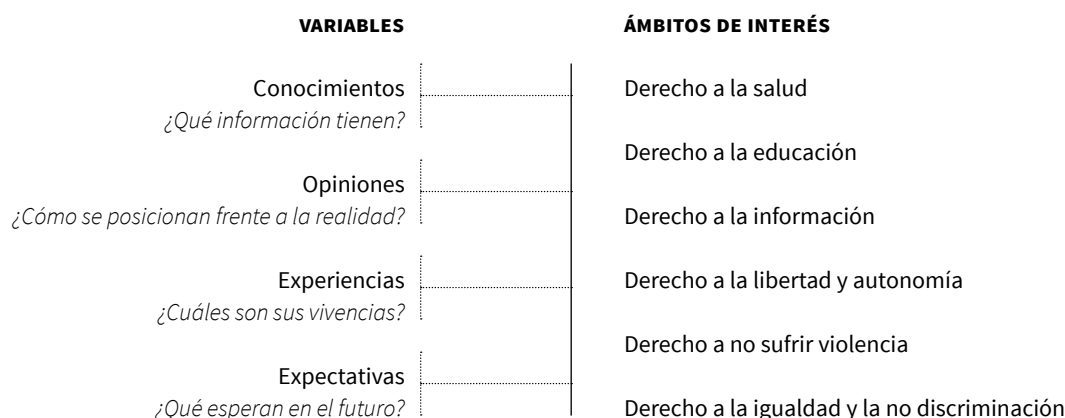 VARIABLES
Conocimientos
¿Qué información tienen?
Opiniones
¿Cómo se posicionan frente a la realidad?
Experiencias
¿Cuáles son sus vivencias?
Expectativas
¿Qué esperan en el futuro?
ÁMBITOS DE INTERÉS
Derecho a la salud
Derecho a la educación
Derecho a la información
Derecho a la libertad y autonomía
Derecho a no sufrir violencia
Derecho a la igualdad y la no discriminación